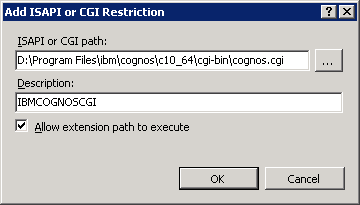 Add ISAPI or CGI Restriction
ISAPI or CGI path:
D:\Program Files\ibm\cognos\c10_64\cgi-bin\cognos.cgi
...
Description:
IBMCOGNOSCGI
Allow extension path to execute
OK
Cancel